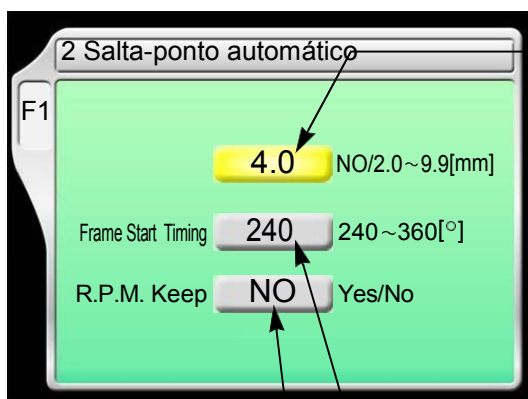 2 Salta-ponto automático
F1
4.0 NO/2.0~9.9[mm]
Frame Start Timing 240 240~360[°]
R.P.M. Keep NO Yes/No